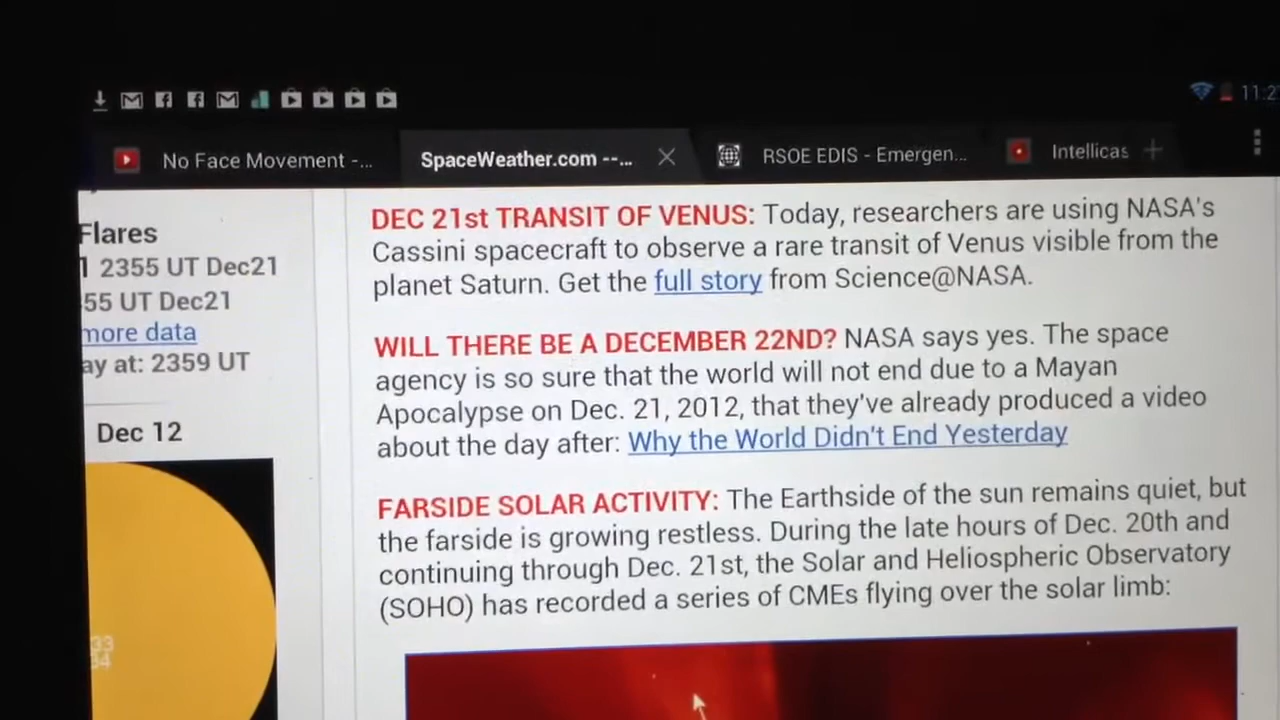 11:2
No Face Movement -...
SpaceWeather.com --...
RSOE EDIS - Emergen...
Intellicas
Flares
1 2355 UT Dec21
55 UT Dec21
more data
ay at: 2359 UT
Dec 12
33
34
DEC 21st TRANSIT OF VENUS: Today, researchers are using NASA's
Cassini spacecraft to observe a rare transit of Venus visible from the
planet Saturn. Get the full story from Science@NASA.
WILL THERE BE A DECEMBER 22ND? NASA says yes. The space
agency is so sure that the world will not end due to a Mayan
Apocalypse on Dec. 21, 2012, that they've already produced a video
about the day after: Why the World Didn't End Yesterday
FARSIDE SOLAR ACTIVITY: The Earthside of the sun remains quiet, but
the farside is growing restless. During the late hours of Dec. 20th and
continuing through Dec. 21st, the Solar and Heliospheric Observatory
(SOHO) has recorded a series of CMEs flying over the solar limb: